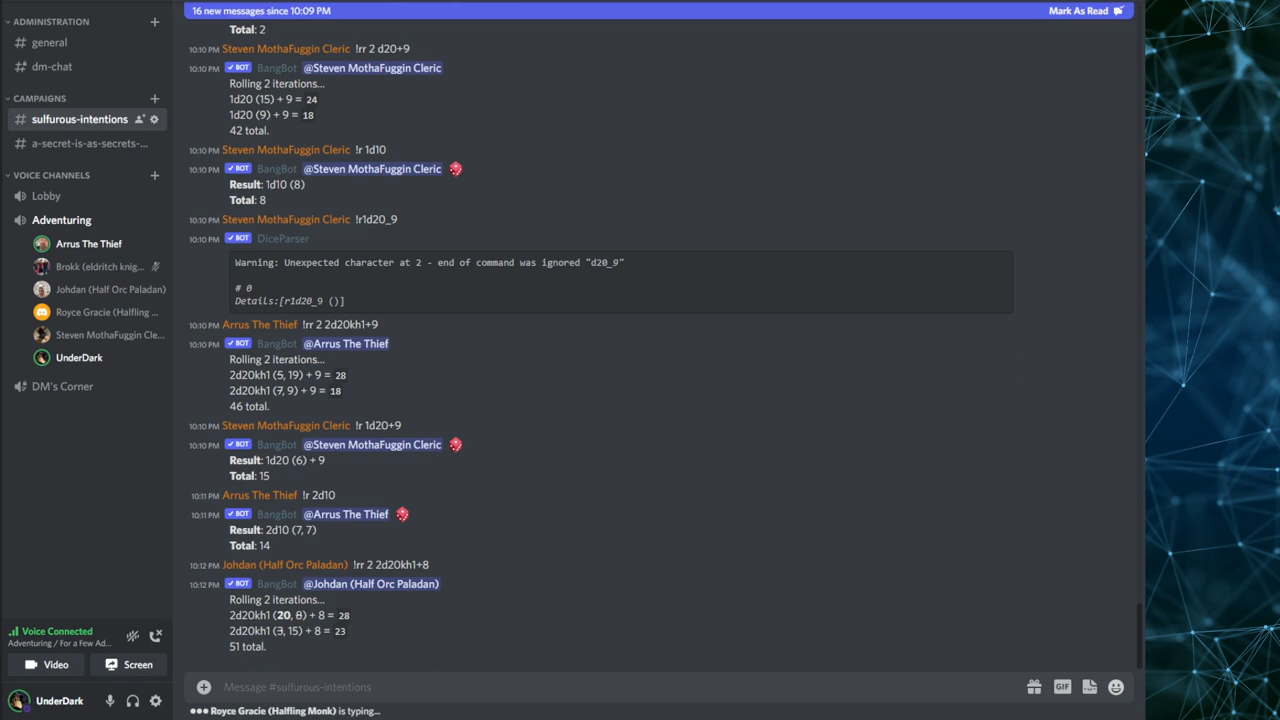 ADMINISTRATION
general
dm-chat
CAMPAIGNS
sulfurous-intentions
a-secret-is-as-secrets-...
VOICE CHANNELS
Lobby
Adventuring
Arrus The Thief
Brokk (eldritch knig...
Johdan (Half Orc Paladan)
Royce Gracie (Halfling ...
Steven MothaFuggin Cle...
UnderDark
DM's Corner
Voice Connected
Adventuring / For a Few Ad...
Video
Screen
UnderDark
16 new messages since 10:09 PM
Mark As Read
Total: 2
10:10 PM Steven MothaFuggin Cleric !rr 2 d20+9
10:10 PM BOT BangBot @Steven MothaFuggin Cleric
Rolling 2 iterations...
1d20 (15) + 9 = 24
1d20 (9) + 9 = 18
42 total.
10:10 PM Steven MothaFuggin Cleric !r 1d10
10:10 PM BOT BangBot @Steven MothaFuggin Cleric
Result: 1d10 (8)
Total: 8
10:10 PM Steven MothaFuggin Cleric !r1d20_9
10:10 PM BOT DiceParser
Warning: Unexpected character at 2 - end of command was ignored "d20_9"
# 0
Details:[r1d20_9 ()]
10:10 PM Arrus The Thief !rr 2 2d20kh1+9
10:10 PM BOT BangBot @Arrus The Thief
Rolling 2 iterations...
2d20kh1 (5, 19) + 9 = 28
2d20kh1 (7, 9) + 9 = 18
46 total.
10:10 PM Steven MothaFuggin Cleric !r 1d20+9
10:10 PM BOT BangBot @Steven MothaFuggin Cleric
Result: 1d20 (6) + 9
Total: 15
10:11 PM Arrus The Thief !r 2d10
10:11 PM BOT BangBot @Arrus The Thief
Result: 2d10 (7, 7)
Total: 14
10:12 PM Johdan (Half Orc Paladan) !rr 2 2d20kh1+8
10:12 PM BOT BangBot @Johdan (Half Orc Paladan)
Rolling 2 iterations...
2d20kh1 (20, 8) + 8 = 28
2d20kh1 (3, 15) + 8 = 23
51 total.
Message #sulfurous-intentions
GIF
Royce Gracie (Halfling Monk) is typing...